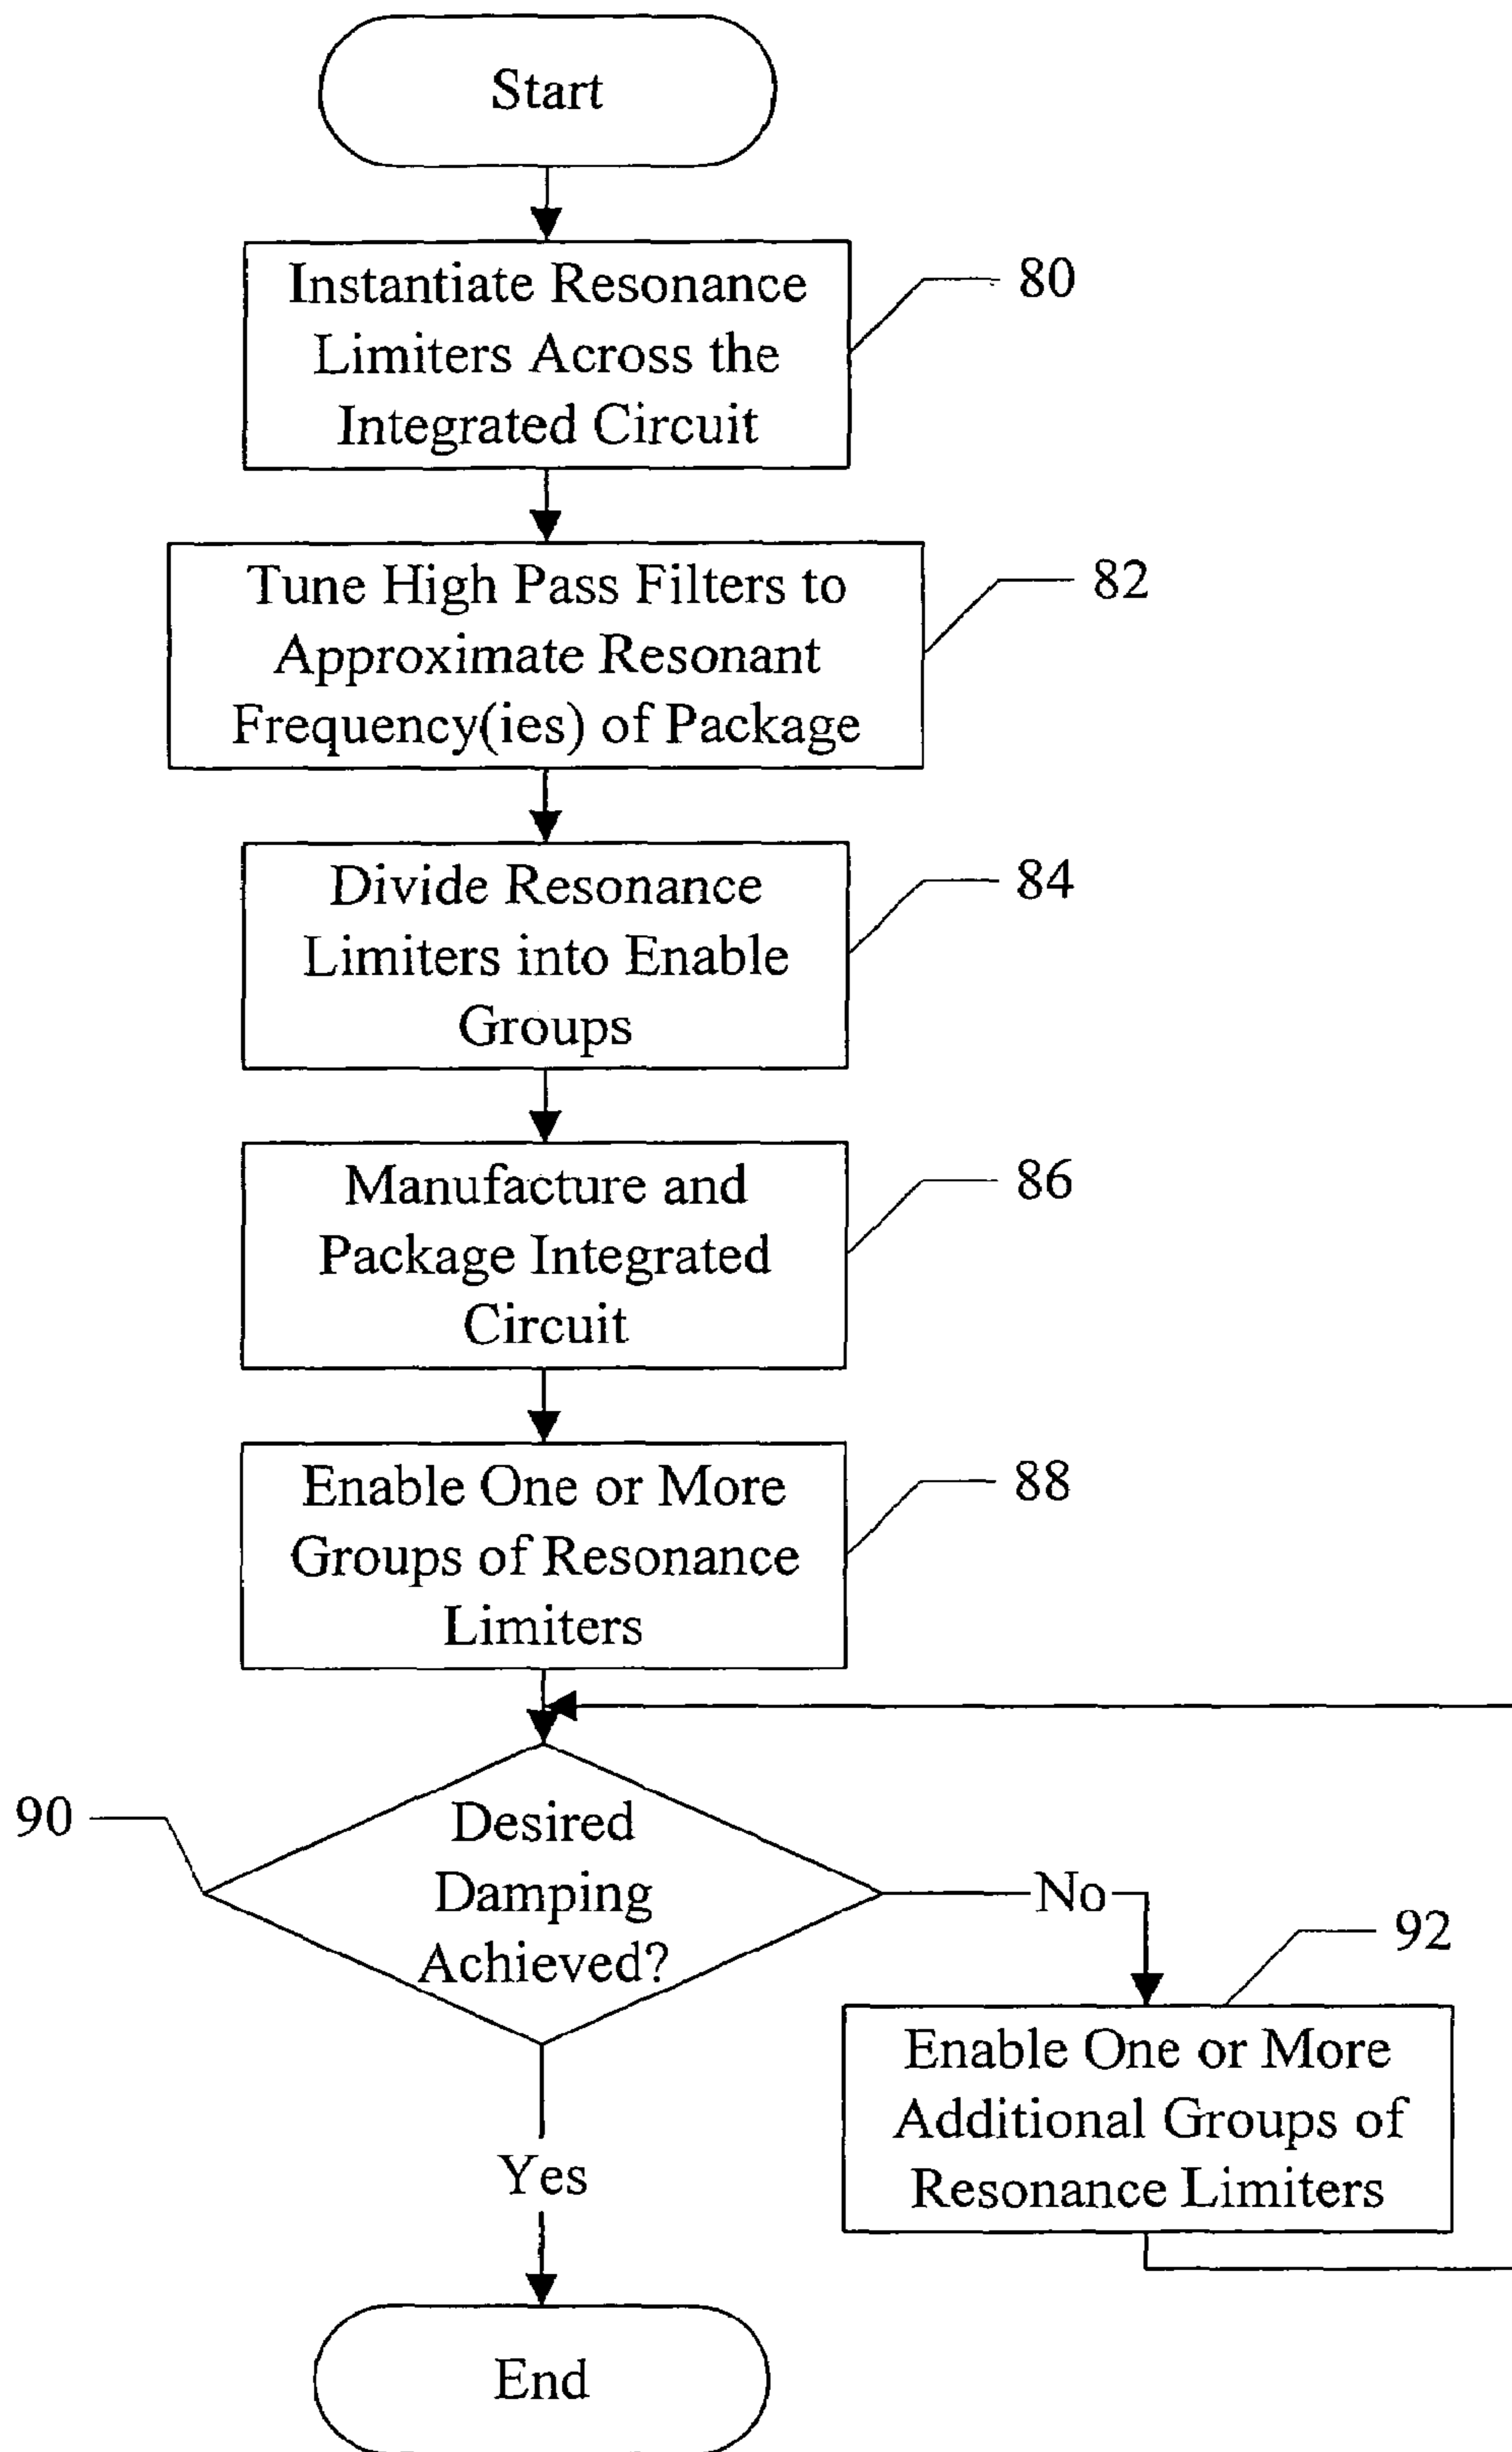 Start
Instantiate Resonance
Limiters Across the
Integrated Circuit
80
Tune High Pass Filters to
Approximate Resonant
Frequency(ies) of Package
82
Divide Resonance
Limiters into Enable
Groups
84
Manufacture and
Package Integrated
Circuit
86
Enable One or More
Groups of Resonance
Limiters
88
90
Desired
Damping
Achieved?
No
92
Enable One or More
Additional Groups of
Resonance Limiters
Yes
End